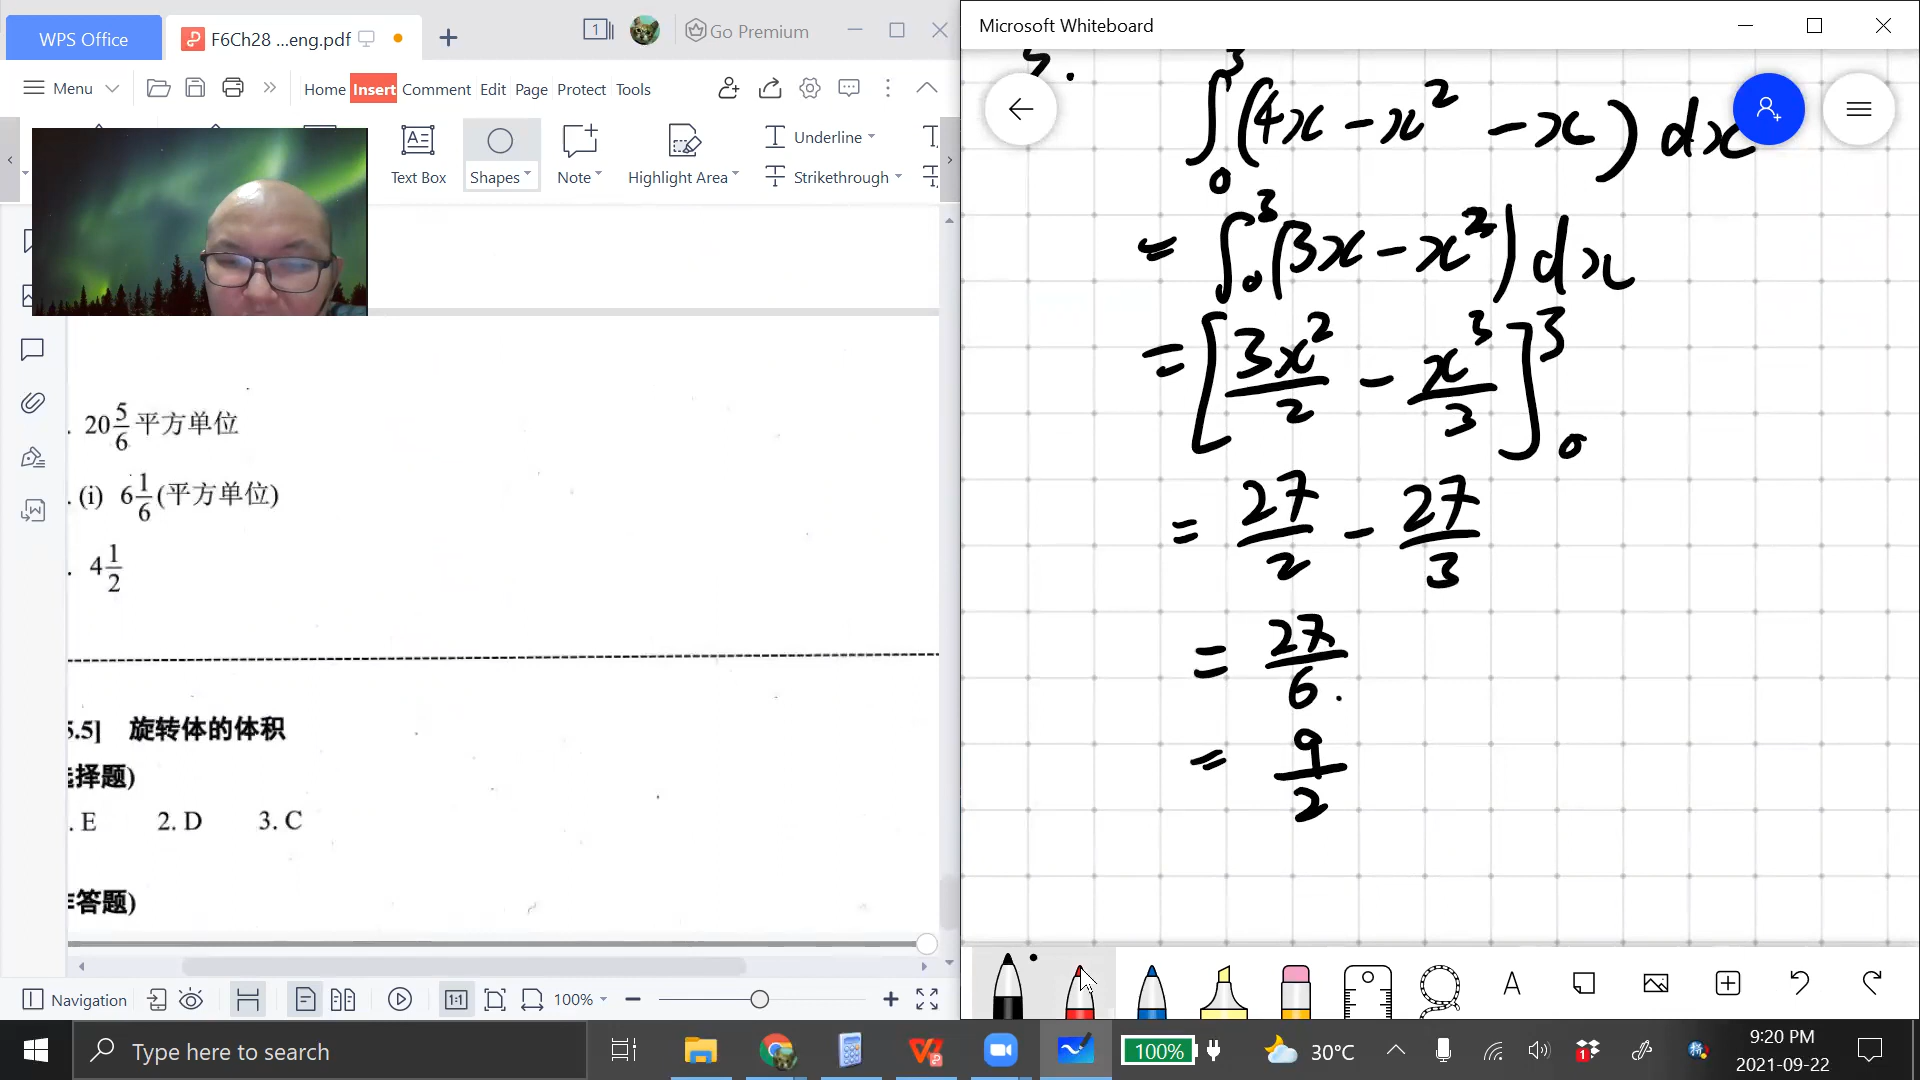 WPS Office
F6Ch28 ...eng.pdf
1
Go Premium
Menu
Home Insert Comment Edit Page Protect Tools
Text Box
Shapes
Note
Highlight Area
Underline
Strikethrough
. 20 5/6 平方单位
. (i) 6 1/6 (平方单位)
. 4 1/2
5.5] 旋转体的体积
择题)
. E 2. D 3. C
答题)
Navigation
1:1
100%
Microsoft Whiteboard
∫₀³ (4x - x² - x) dx
= ∫₀³ (3x - x²) dx
= [3x²/2 - x³/3]₀³
= 27/2 - 27/3
= 27/6.
= 9/2
Type here to search
100%
30°C
1
9:20 PM
2021-09-22